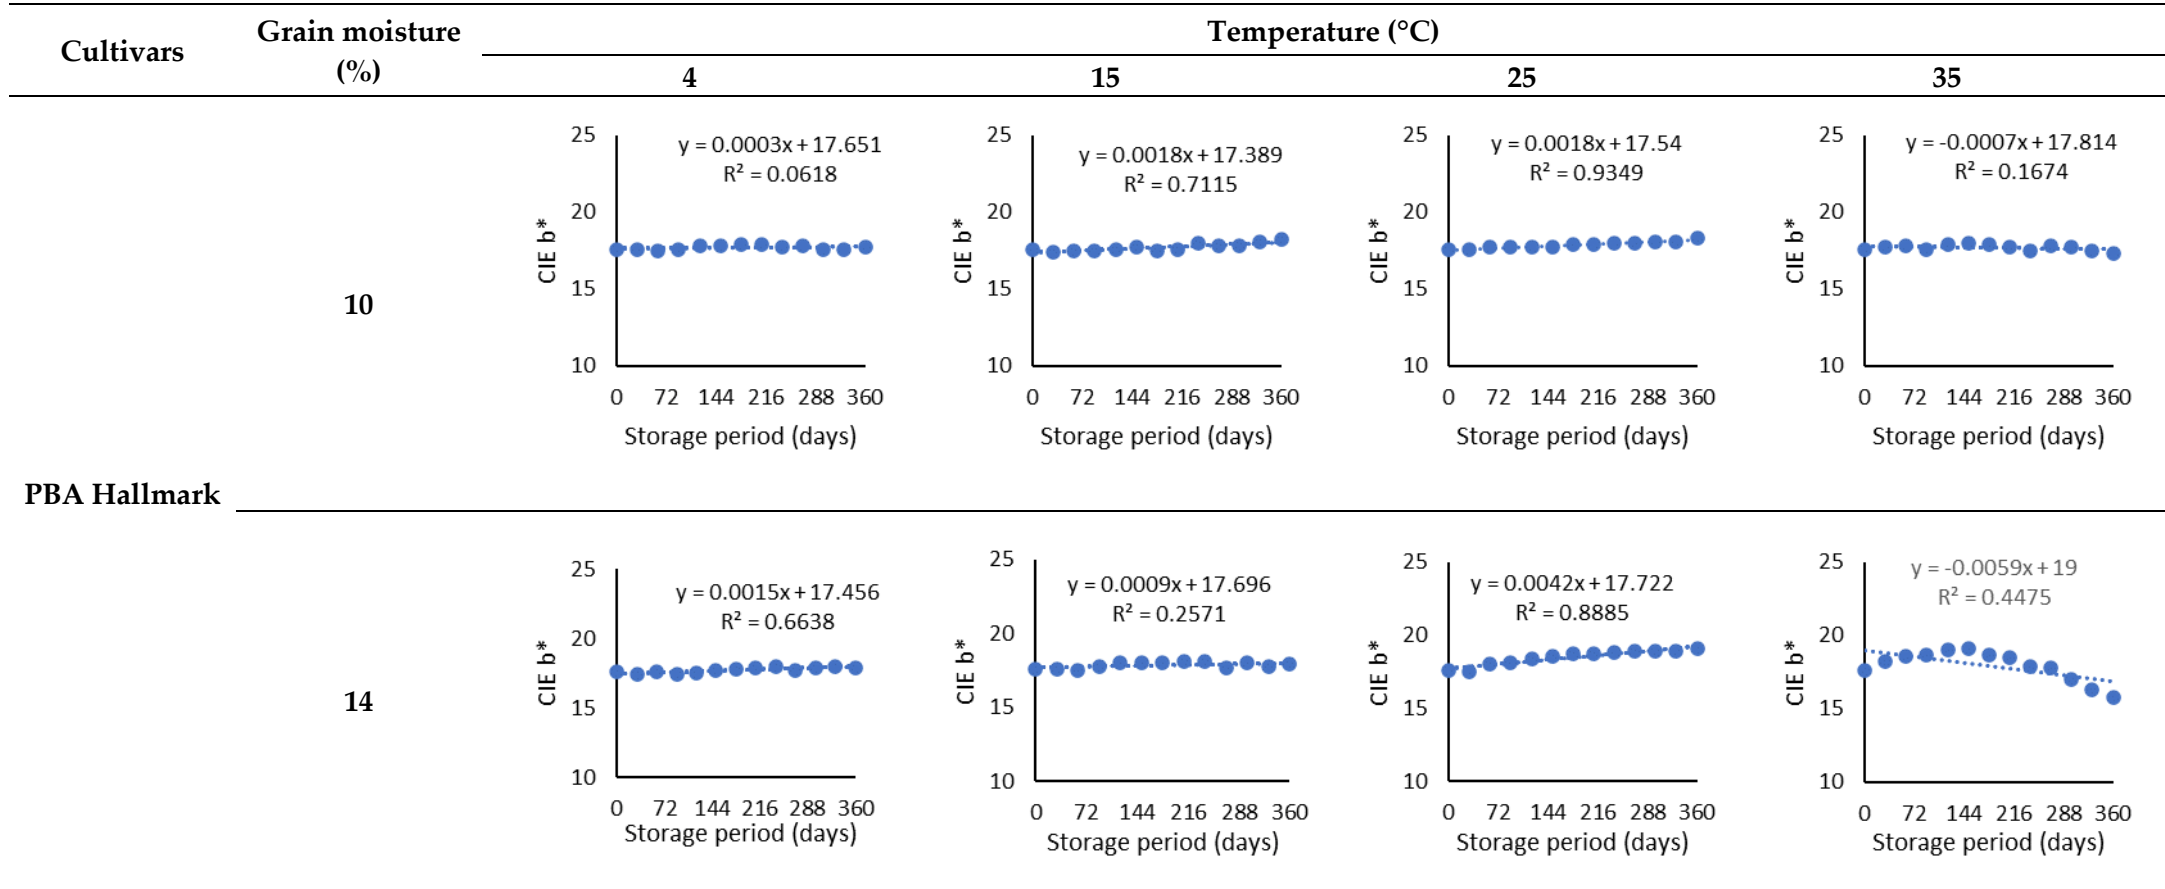 Cultivars
Grain moisture
(%)
Temperature (°C)
4 15 25 35
PBA Hallmark
10
25
20
15
10
CIE b*
y = 0.0003x + 17.651
R² = 0.0618
0 72 144 216 288 360
Storage period (days)
25
20
15
10
CIE b*
y = 0.0018x + 17.389
R² = 0.7115
0 72 144 216 288 360
Storage period (days)
25
20
15
10
CIE b*
y = 0.0018x + 17.54
R² = 0.9349
0 72 144 216 288 360
Storage period (days)
25
20
15
10
CIE b*
y = -0.0007x + 17.814
R² = 0.1674
0 72 144 216 288 360
Storage period (days)
14
25
20
15
10
CIE b*
y = 0.0015x + 17.456
R² = 0.6638
0 72 144 216 288 360
Storage period (days)
25
20
15
10
CIE b*
y = 0.0009x + 17.696
R² = 0.2571
0 72 144 216 288 360
Storage period (days)
25
20
15
10
CIE b*
y = 0.0042x + 17.722
R² = 0.8885
0 72 144 216 288 360
Storage period (days)
25
20
15
10
CIE b*
y = -0.0059x + 19
R² = 0.4475
0 72 144 216 288 360
Storage period (days)